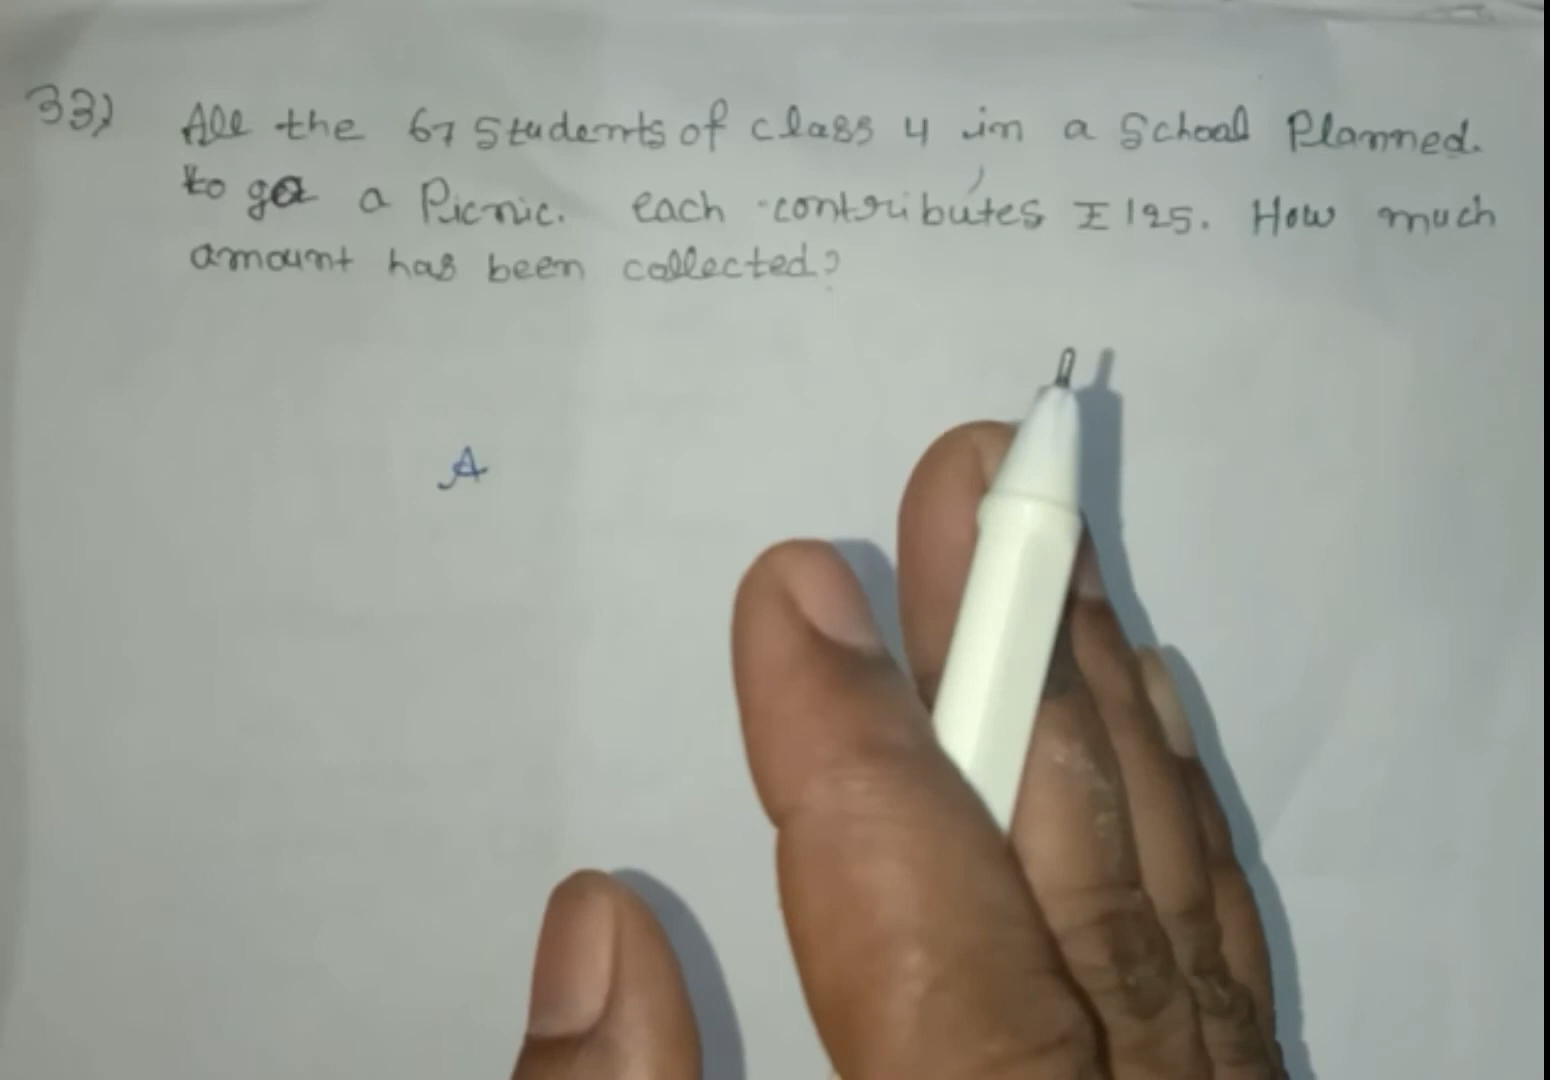 33) All the 67 Students of class 4 in a School Planned.
to go a Picnic. each contributes ₹125. How much
amount has been collected?
A